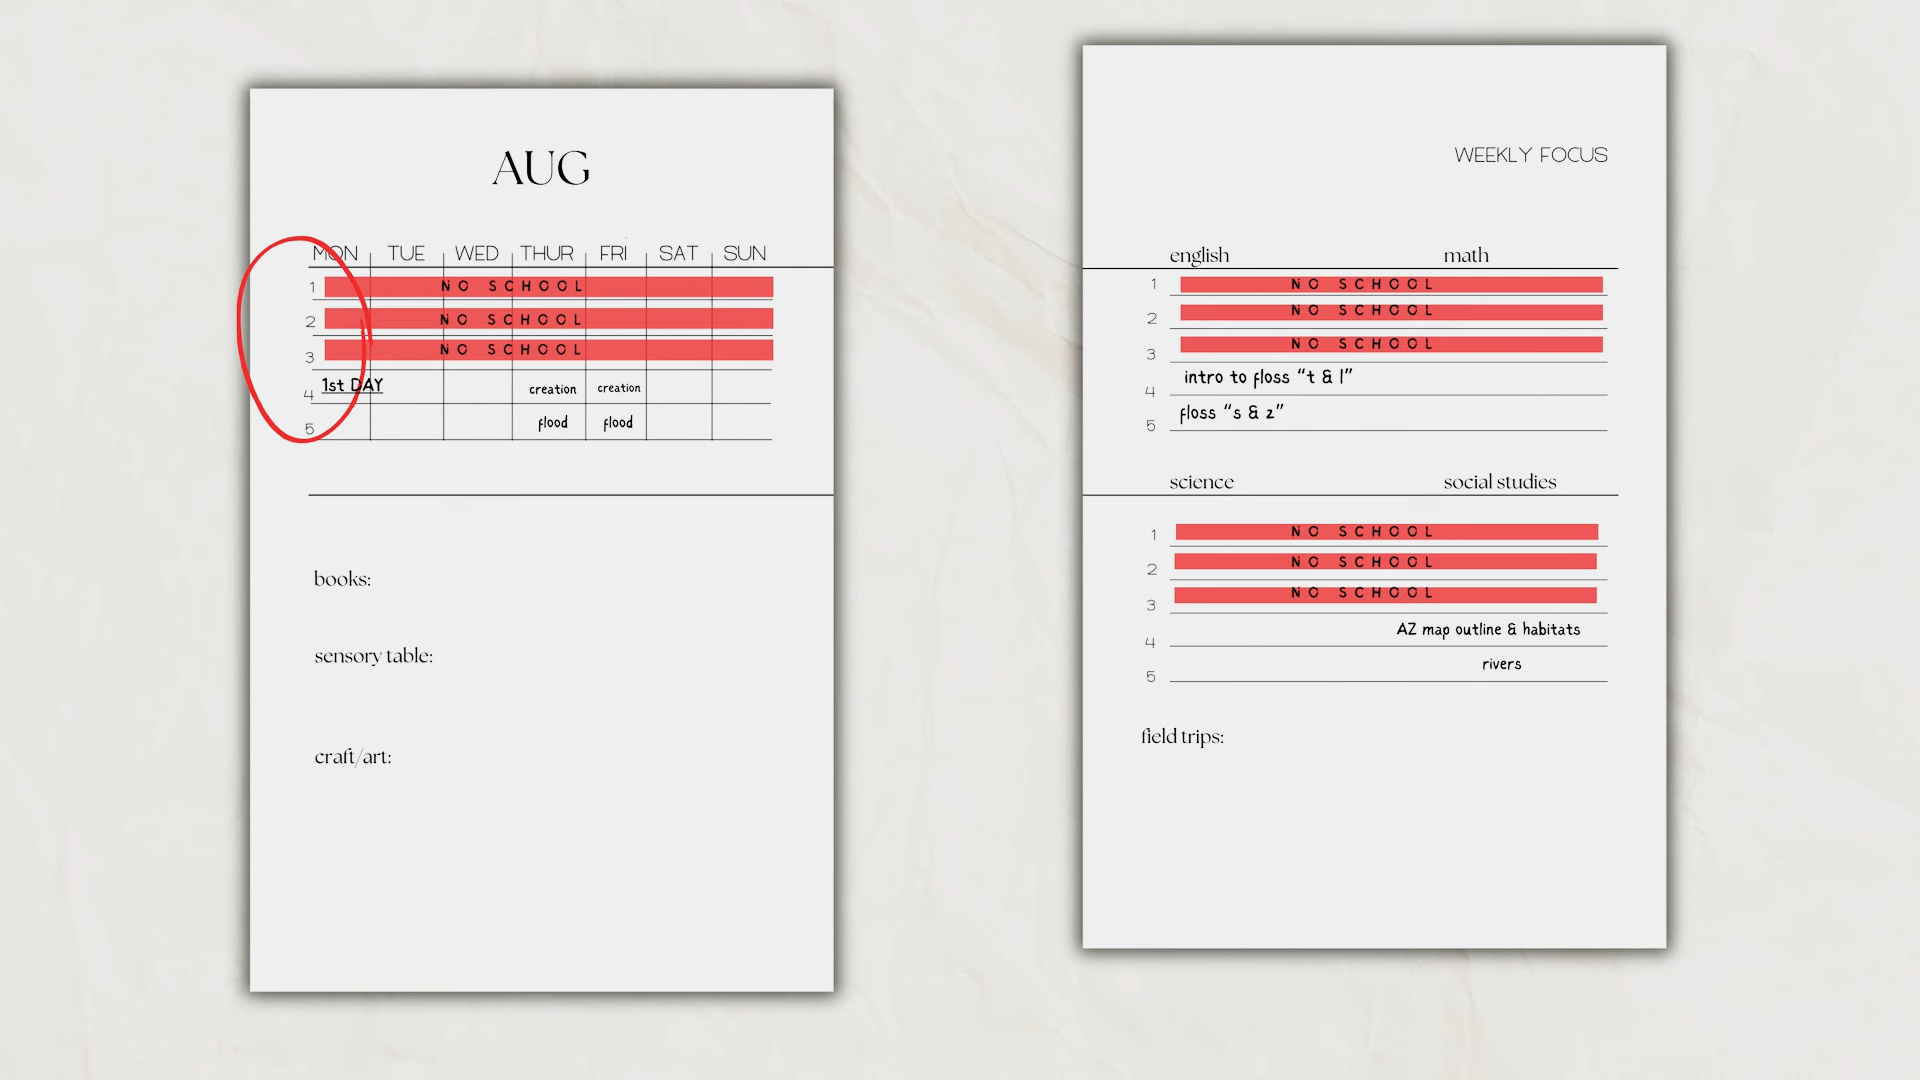 AUG
MON TUE WED THUR FRI SAT SUN
1 NO SCHOOL
2 NO SCHOOL
3 NO SCHOOL
4 1st DAY creation creation
5 flood flood
books:
sensory table:
craft/art:
WEEKLY FOCUS
english math
1 NO SCHOOL
2 NO SCHOOL
3 NO SCHOOL
4 intro to floss “t & l”
5 floss “s & z”
science social studies
1 NO SCHOOL
2 NO SCHOOL
3 NO SCHOOL
4 AZ map outline & habitats
5 rivers
field trips: